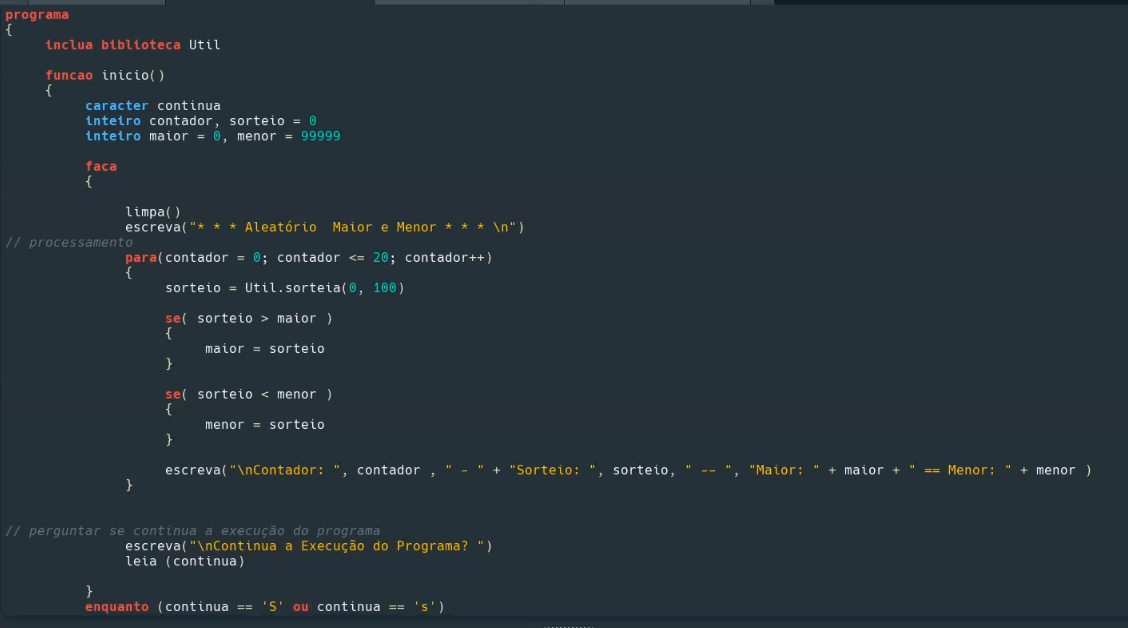 programa
{
inclua biblioteca Util
funcao inicio()
{
caracter continua
inteiro contador, sorteio = 0
inteiro maior = 0, menor = 99999
faca
{
limpa()
escreva("* * * Aleatório  Maior e Menor * * * \n")
// processamento
para(contador = 0; contador <= 20; contador++)
{
sorteio = Util.sorteia(0, 100)
se( sorteio > maior )
{
maior = sorteio
}
se( sorteio < menor )
{
menor = sorteio
}
escreva("\nContador: ", contador , " - " + "Sorteio: ", sorteio, " -- ", "Maior: " + maior + " == Menor: " + menor )
}
// perguntar se continua a execução do programa
escreva("\nContinua a Execução do Programa? ")
leia (continua)
}
enquanto (continua == 'S' ou continua == 's')